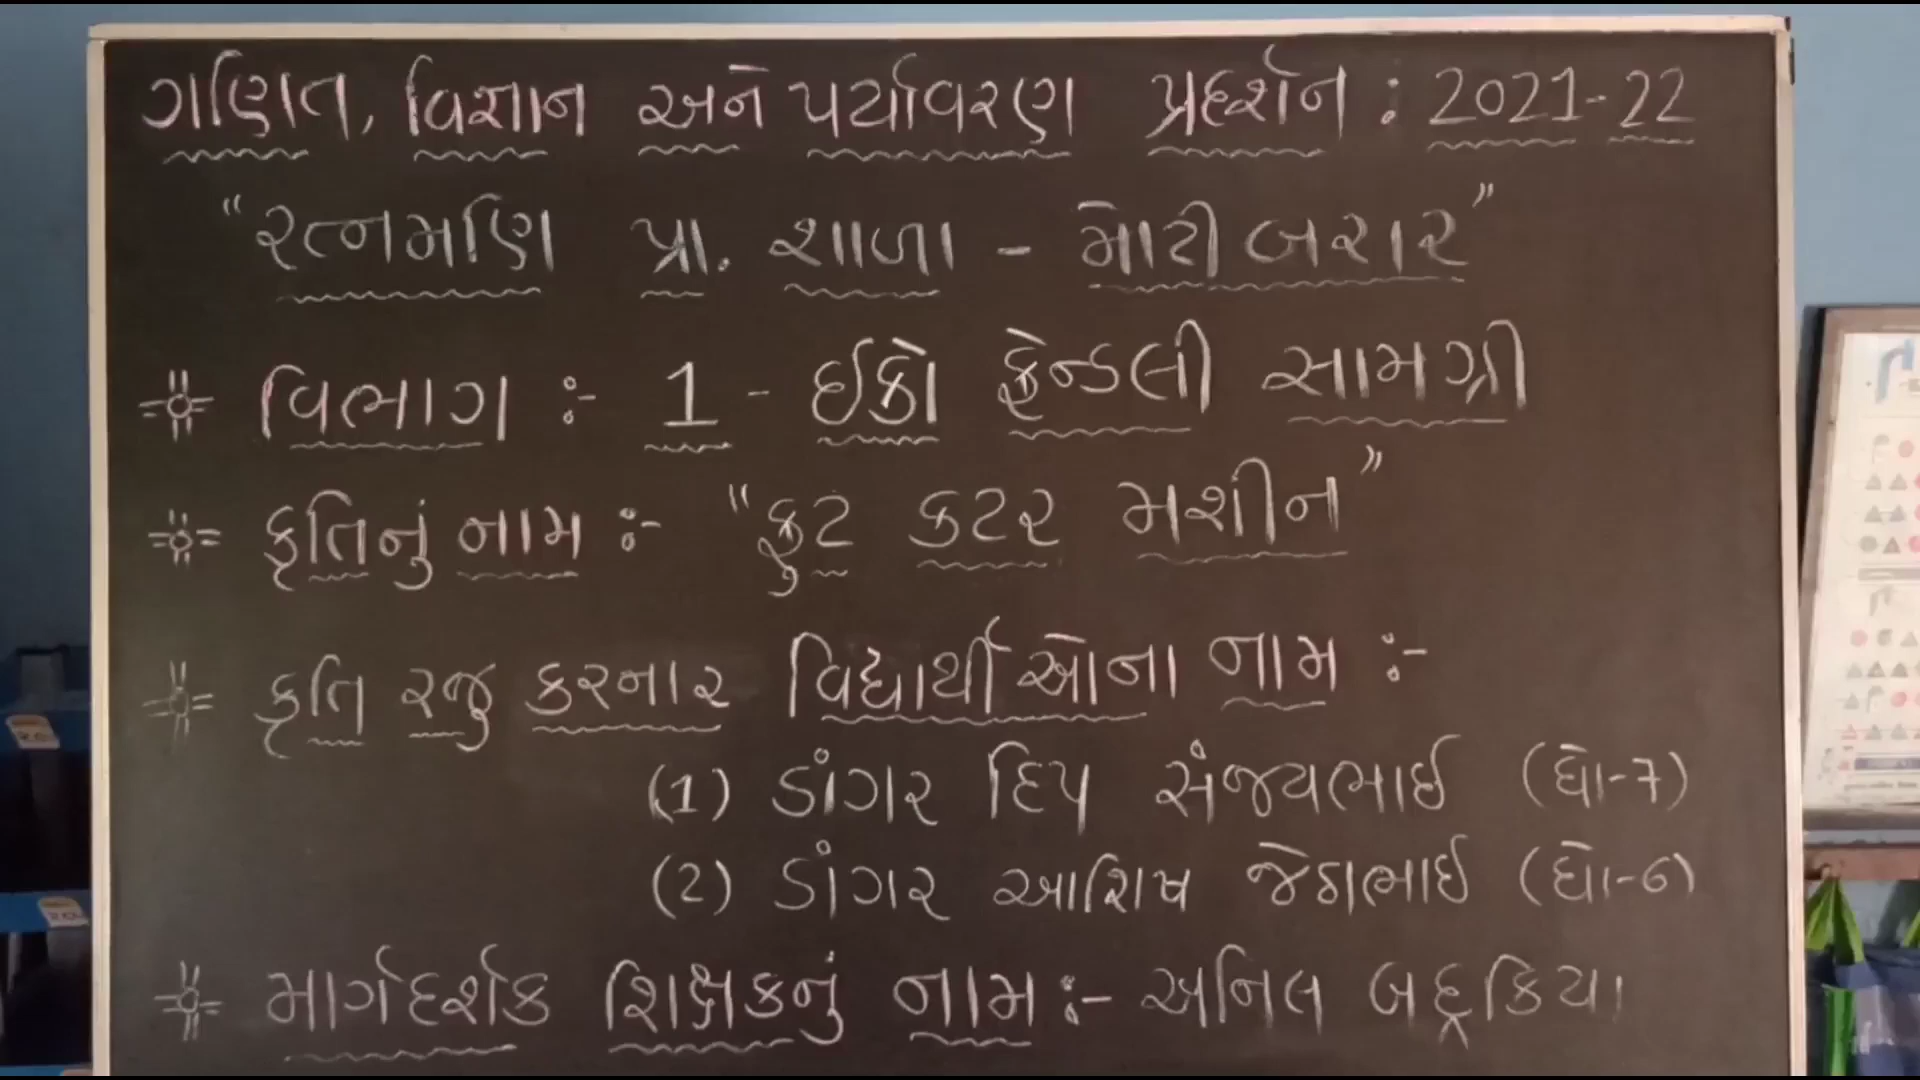 ગણિત, વિજ્ઞાન અને પર્યાવરણ પ્રદર્શન : 2021-22
“રત્નમણિ પ્રા. શાળા - મોટી બરાર”
વિભાગ :- 1 - ઈકો ફ્રેન્ડલી સામગ્રી
કૃતિનું નામ :- “ફ્રુટ કટર મશીન”
કૃતિ રજુ કરનાર વિદ્યાર્થીઓના નામ :-
(1) ડાંગર દિપ સંજયભાઈ (ધો-7)
(2) ડાંગર આશિષ જેઠાભાઈ (ધો-૭)
માર્ગદર્શક શિક્ષકનું નામ :- અનિલ બદ્રકિયા